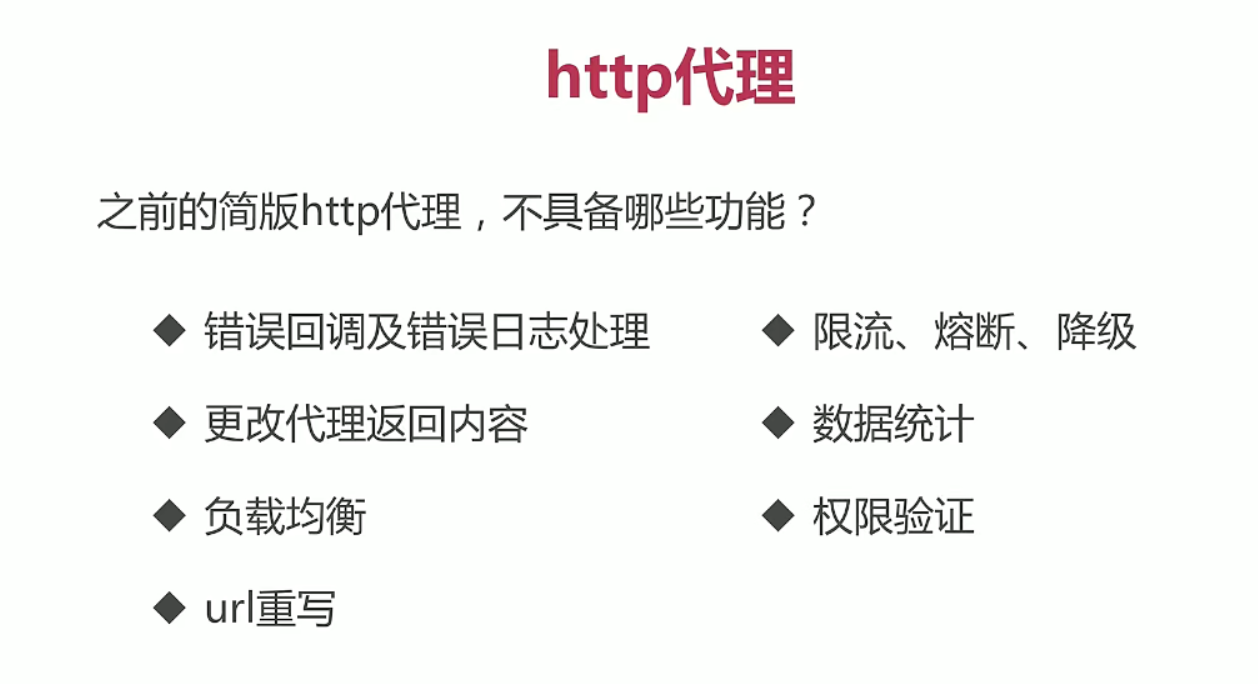 http代理
之前的简版http代理，不具备哪些功能？
◆ 错误回调及错误日志处理
◆ 更改代理返回内容
◆ 负载均衡
◆ url重写
◆ 限流、熔断、降级
◆ 数据统计
◆ 权限验证